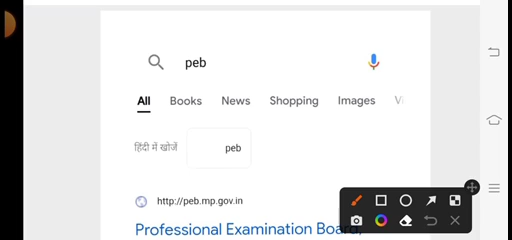 peb
All Books News Shopping Images
हिंदी में खोजें peb
http://peb.mp.gov.in
Professional Examination Board,